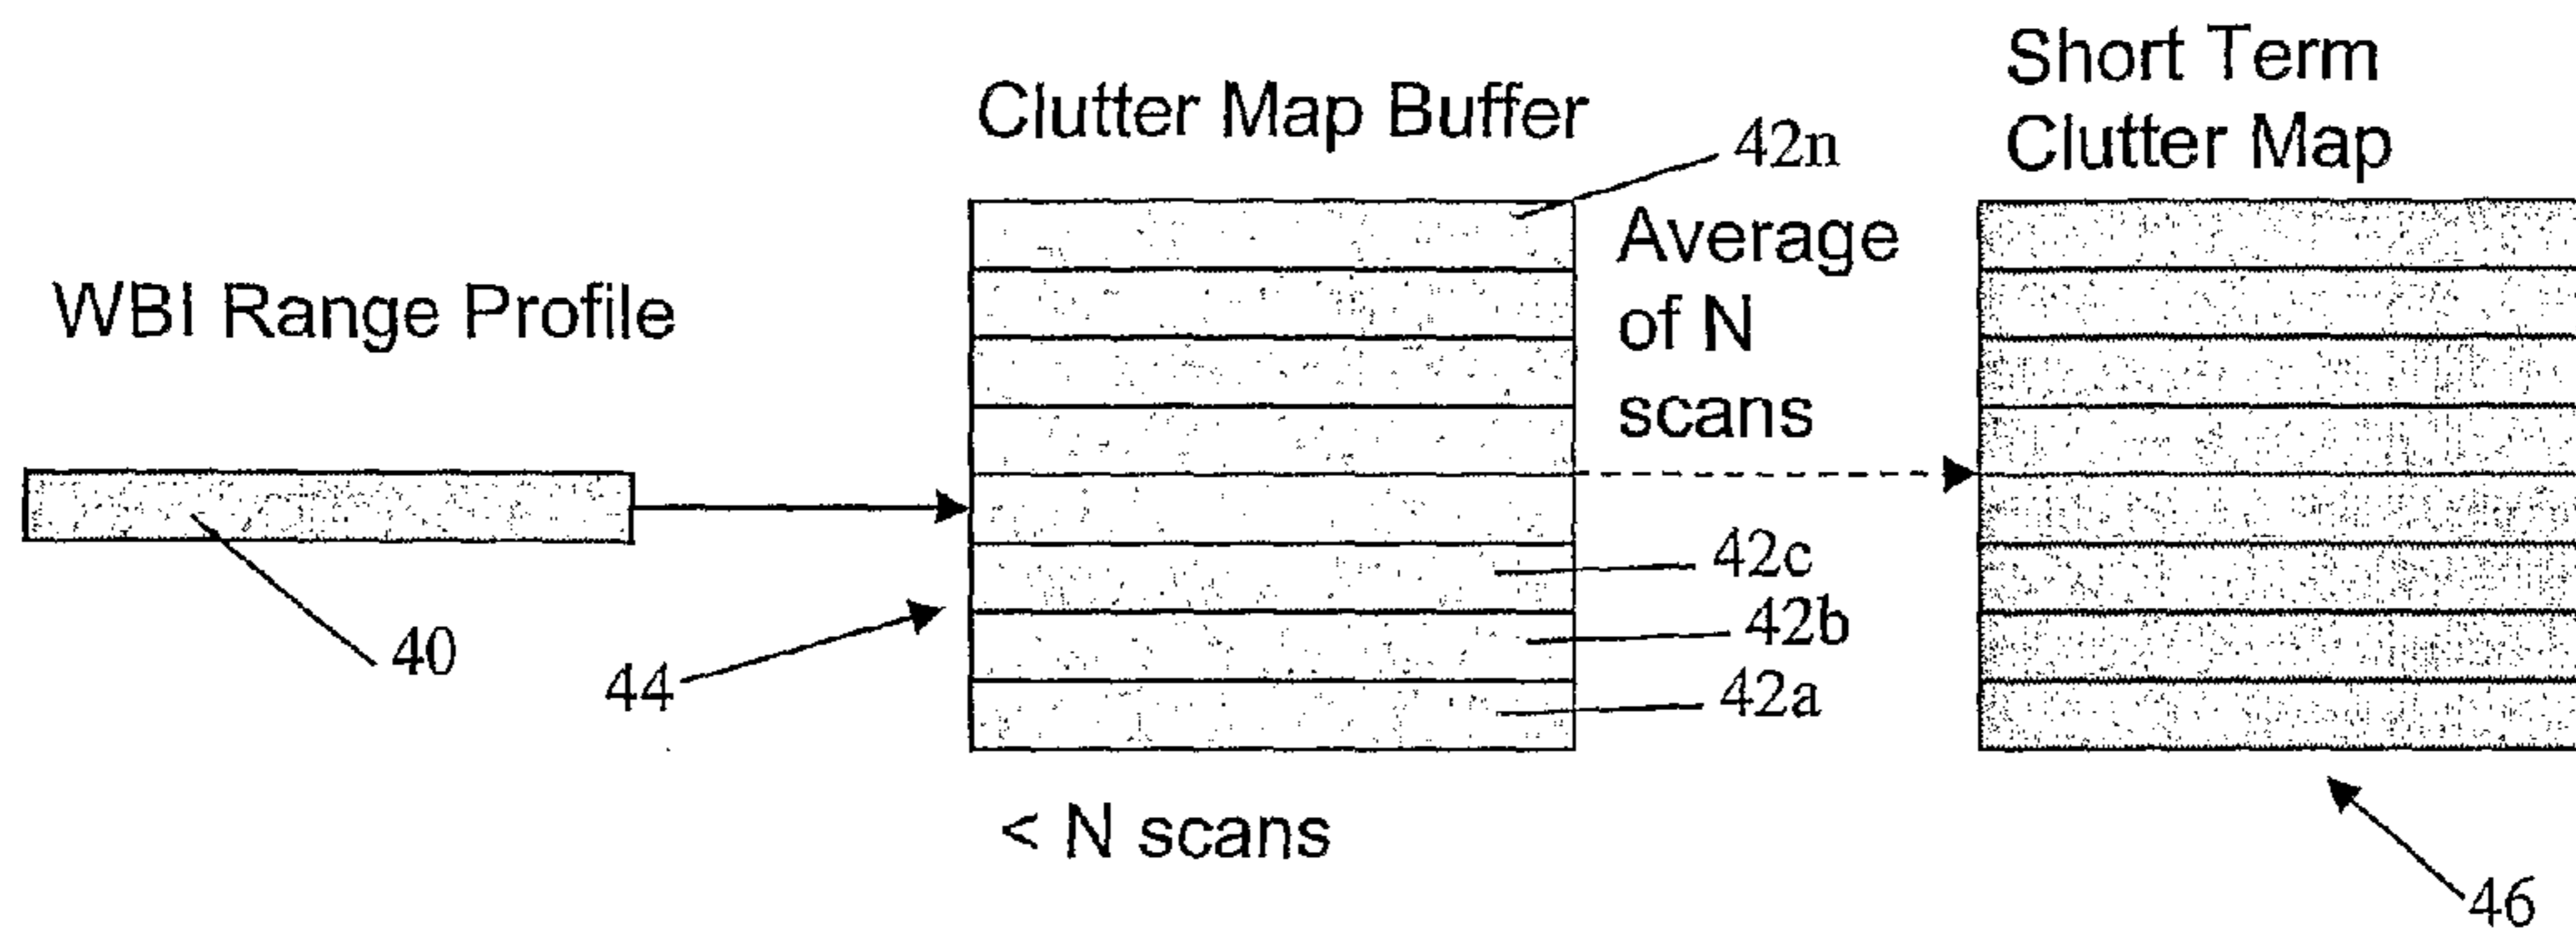 Short Term
Clutter Map
Clutter Map Buffer
42n
Average
of N
scans
WBI Range Profile
42c
42b
42a
40
44
< N scans
46